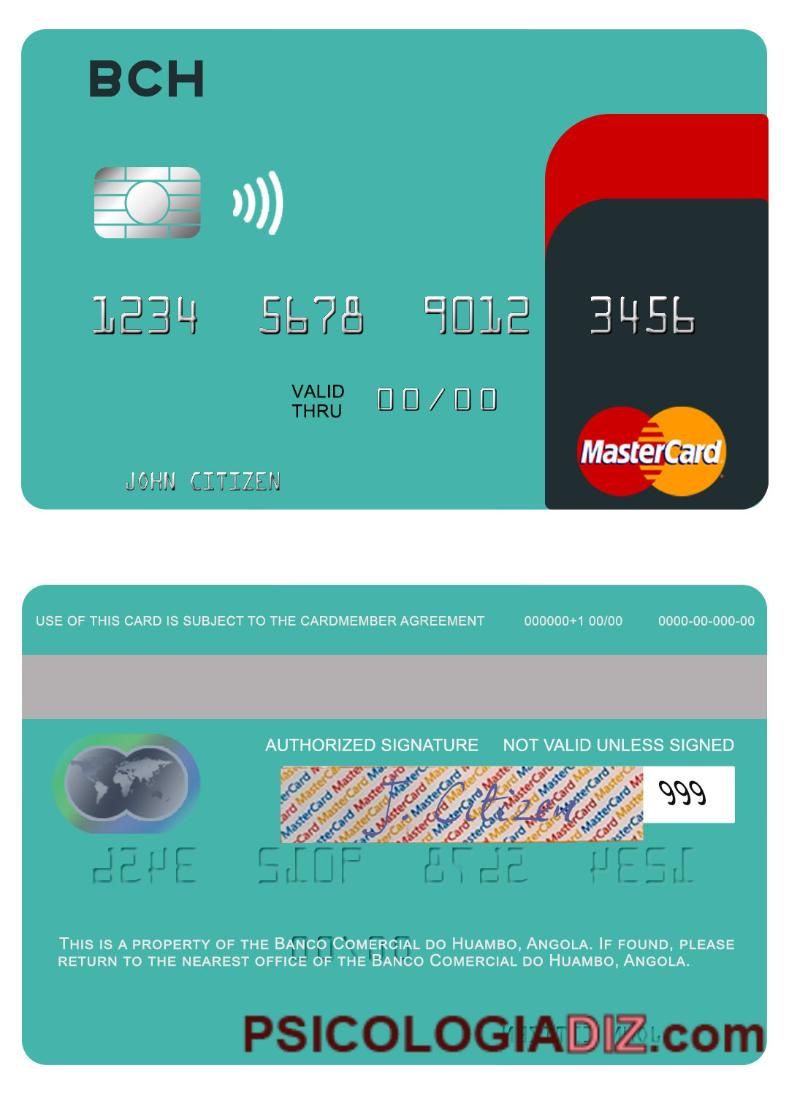 BCH
1234 5678 9012 3456
VALID THRU 00/00
JOHN CITIZEN
MasterCard
USE OF THIS CARD IS SUBJECT TO THE CARDMEMBER AGREEMENT 000000+1 00/00 0000-00-000-00
AUTHORIZED SIGNATURE NOT VALID UNLESS SIGNED
J. Citizen 999
THIS IS A PROPERTY OF THE BANCO COMERCIAL DO HUAMBO, ANGOLA. IF FOUND, PLEASE
RETURN TO THE NEAREST OFFICE OF THE BANCO COMERCIAL DO HUAMBO, ANGOLA.
PSICOLOGIADIZ.com